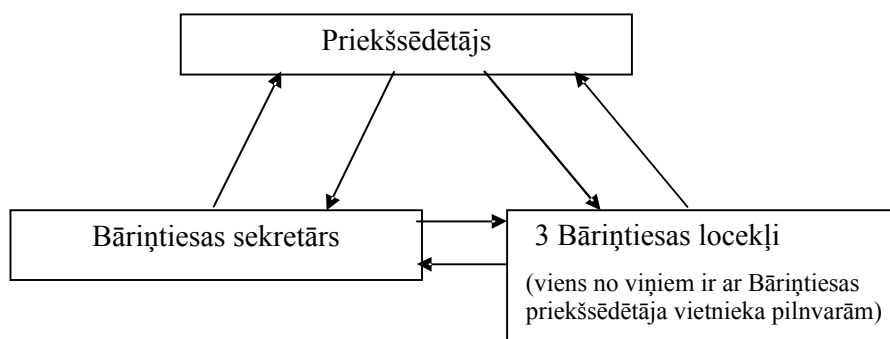 Priekšsēdētājs
Bāriņtiesas sekretārs
3 Bāriņtiesas locekļi
(viens no viņiem ir ar Bāriņtiesas
priekšsēdētāja vietnieka pilnvarām)